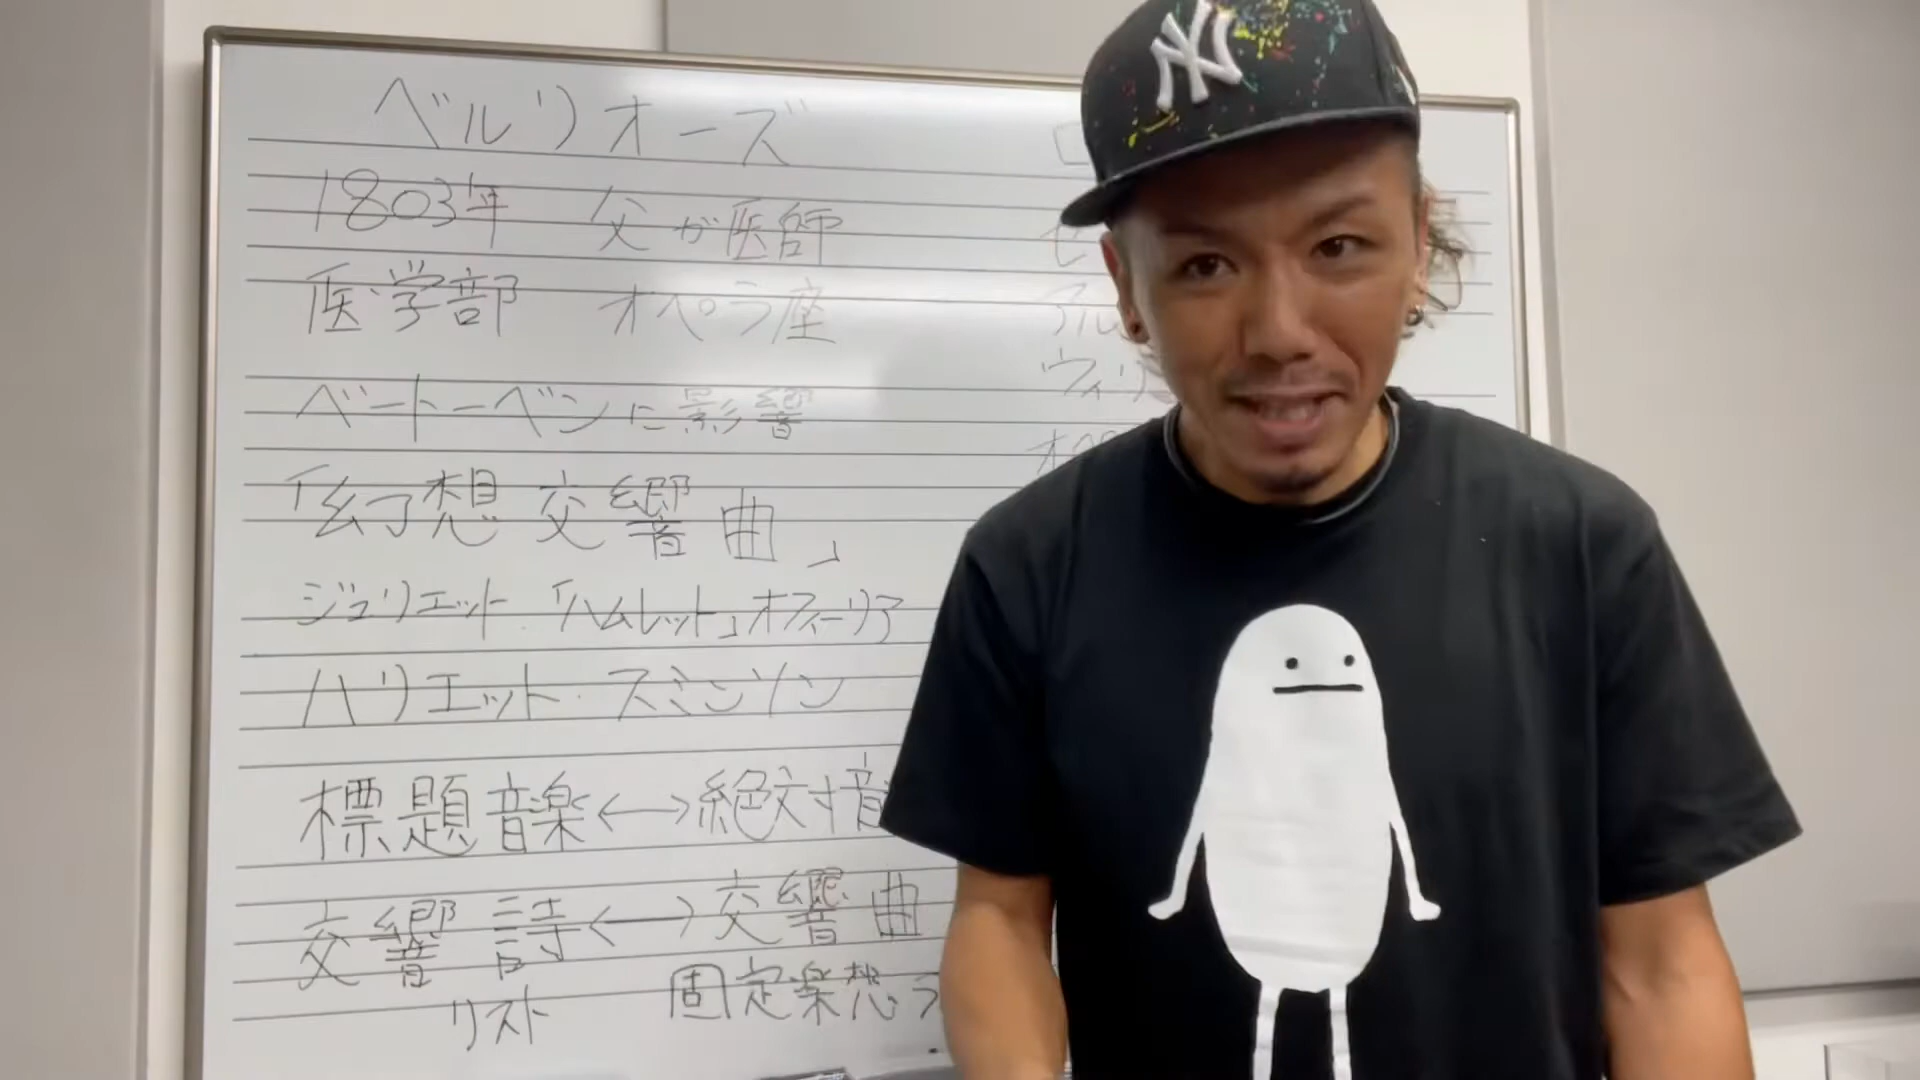 ベルリオーズ
1803年 父が医師
医学部 オペラ座
ベートーベンに影響
「幻想交響曲」
ジュリエット 「ハムレット」オフィーリア
ハリエット・スミンソン
標題音楽⟷絶対音
交響詩⟷交響曲
リスト 固定楽想
NY